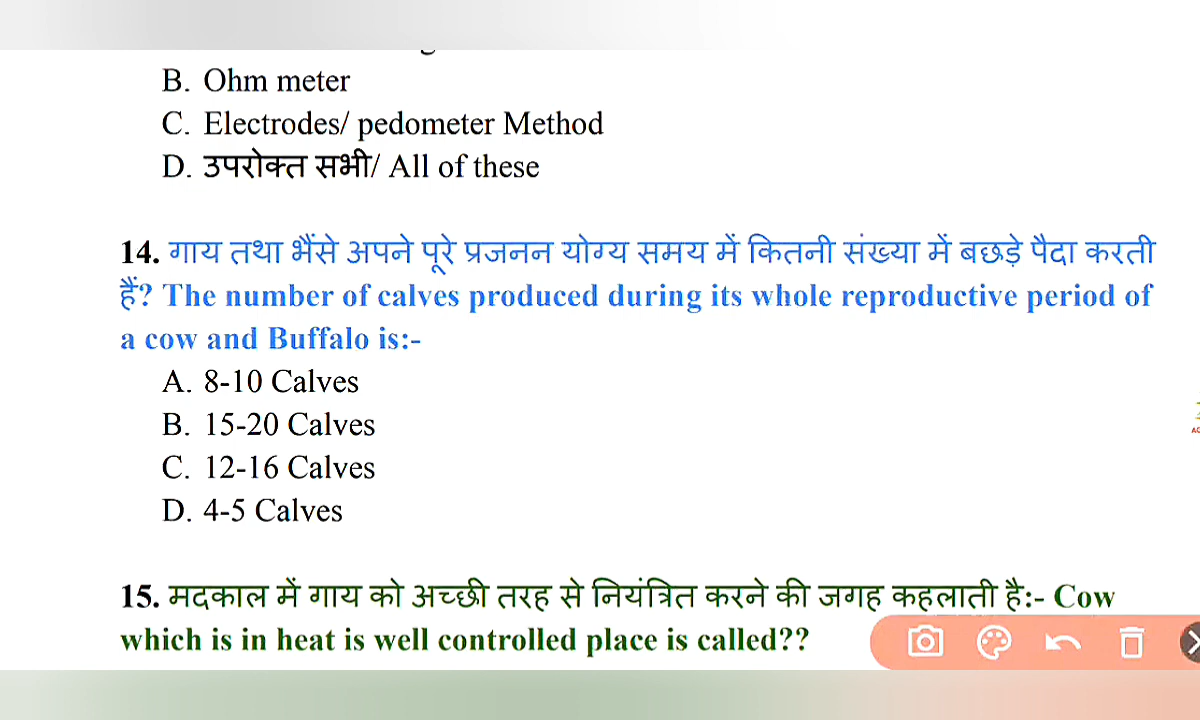 B. Ohm meter
C. Electrodes/ pedometer Method
D. उपरोक्त सभी/ All of these
14. गाय तथा भैंसे अपने पूरे प्रजनन योग्य समय में कितनी संख्या में बछड़े पैदा करती
हैं? The number of calves produced during its whole reproductive period of
a cow and Buffalo is:-
A. 8-10 Calves
B. 15-20 Calves
C. 12-16 Calves
D. 4-5 Calves
15. मदकाल में गाय को अच्छी तरह से नियंत्रित करने की जगह कहलाती है:- Cow
which is in heat is well controlled place is called??